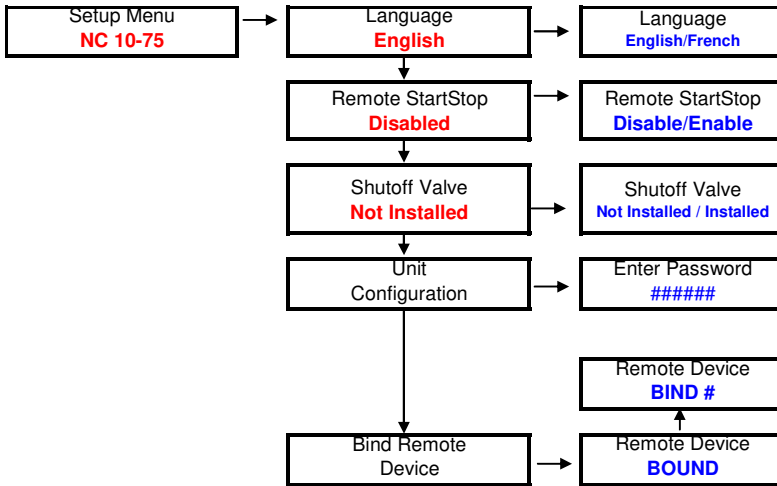 Setup Menu
NC 10-75
Language
English
Language
English/French
Remote StartStop
Disabled
Remote StartStop
Disable/Enable
Shutoff Valve
Not Installed
Shutoff Valve
Not Installed / Installed
Unit
Configuration
Enter Password
######
Remote Device
BIND #
Bind Remote
Device
Remote Device
BOUND